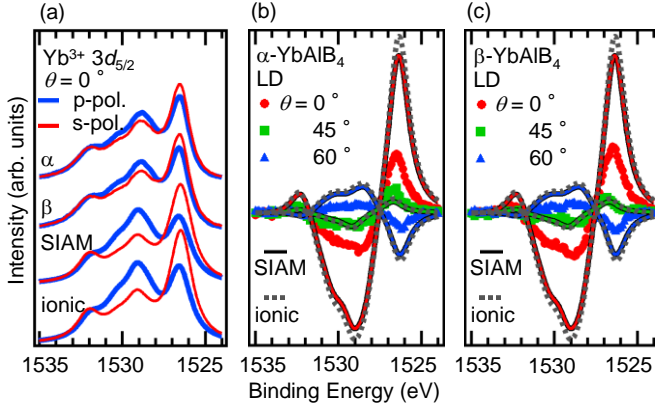 (a)
Yb³⁺ 3d₅/₂
θ = 0 °
p-pol.
s-pol.
α
β
SIAM
ionic
Intensity (arb. units)
1535
1530
1525
(b)
α-YbAlB₄
LD
θ = 0 °
45 °
60 °
SIAM
ionic
1535
1530
1525
(c)
β-YbAlB₄
LD
θ = 0 °
45 °
60 °
SIAM
ionic
1535
1530
1525
Binding Energy (eV)